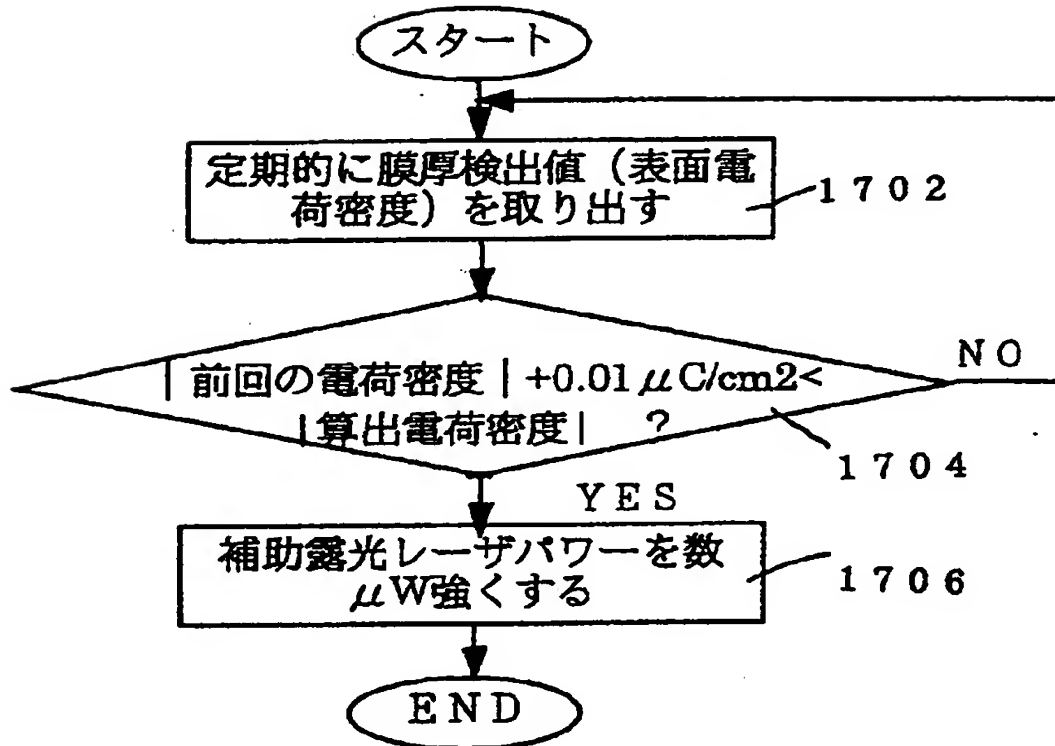 スタート
定期的に膜厚検出値（表面電
荷密度）を取り出す
1702
| 前回の電荷密度 | +0.01μC/cm2<
|算出電荷密度|　?
NO
1704
YES
補助露光レーザパワーを数
μW強くする
1706
END